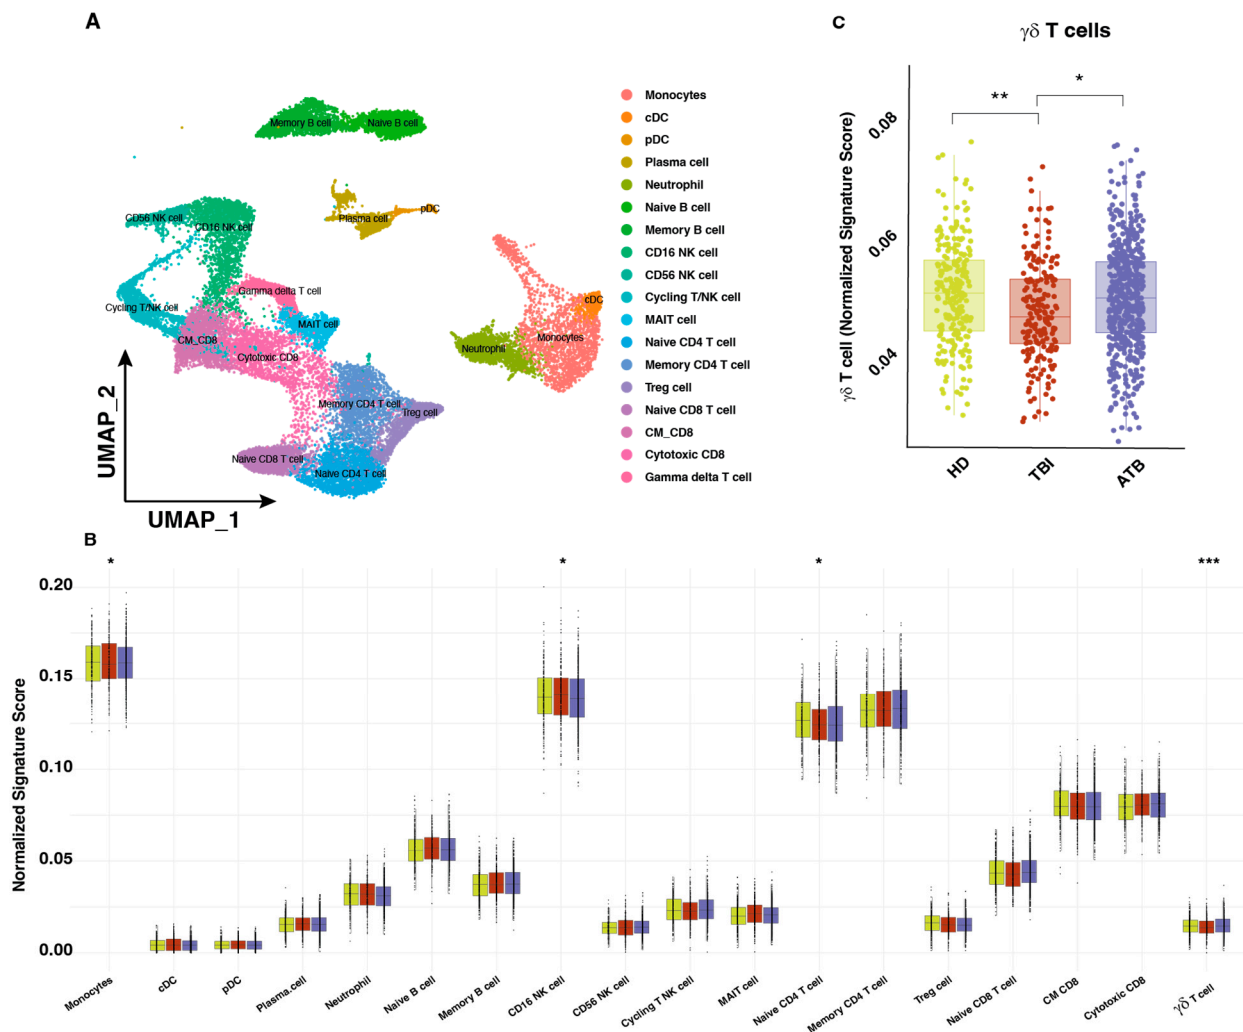 A
Memory B cell
Naive B cell
CD56 NK cell
CD16 NK cell
Plasma cell
pDC
Gamma delta T cell
Cycling T/NK cell
MAIT cell
CM_CD8
Cytotoxic CD8
cDC
Monocytes
Neutrophil
Memory CD4 T cell
Treg cell
Naive CD8 T cell
Naive CD4 T cell
UMAP_2
UMAP_1
Monocytes
cDC
pDC
Plasma cell
Neutrophil
Naive B cell
Memory B cell
CD16 NK cell
CD56 NK cell
Cycling T/NK cell
MAIT cell
Naive CD4 T cell
Memory CD4 T cell
Treg cell
Naive CD8 T cell
CM_CD8
Cytotoxic CD8
Gamma delta T cell
C
γδ T cells
** *
γδ T cell (Normalized Signature Score)
0.08
0.06
0.04
HD TBI ATB
B
* * * ***
Normalized Signature Score
0.20
0.15
0.10
0.05
0.00
Monocytes
cDC
pDC
Plasma.cell
Neutrophil
Naive B cell
Memory B cell
CD16 NK cell
CD56 NK cell
Cycling T NK cell
MAIT cell
Naive CD4 T cell
Memory CD4 T cell
Treg cell
Naive CD8 T cell
CM CD8
Cytotoxic CD8
γδ T cell